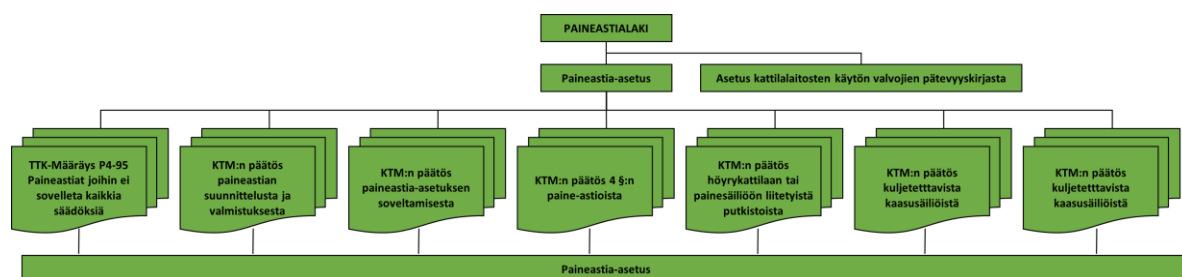 PAINEASTIALAKI
Paineastia-asetus
Asetus kattilalaitosten käytön valvojien pätevyyskirjasta
TTK-Määräys P4-95
Paineastiat joihin ei
sovelleta kaikkia
säädöksiä
KTM:n päätös
paineastian
suunnittelusta ja
valmistuksesta
KTM:n päätös
paineastia-asetuksen
soveltamisesta
KTM:n päätös 4 §:n
paine-astioista
KTM:n päätös
höyrykattilaan tai
painesäiliöön liitetyistä
putkistoista
KTM:n päätös
kuljetetttavista
kaasusäiliöistä
KTM:n päätös
kuljetetttavista
kaasusäiliöistä
Paineastia-asetus